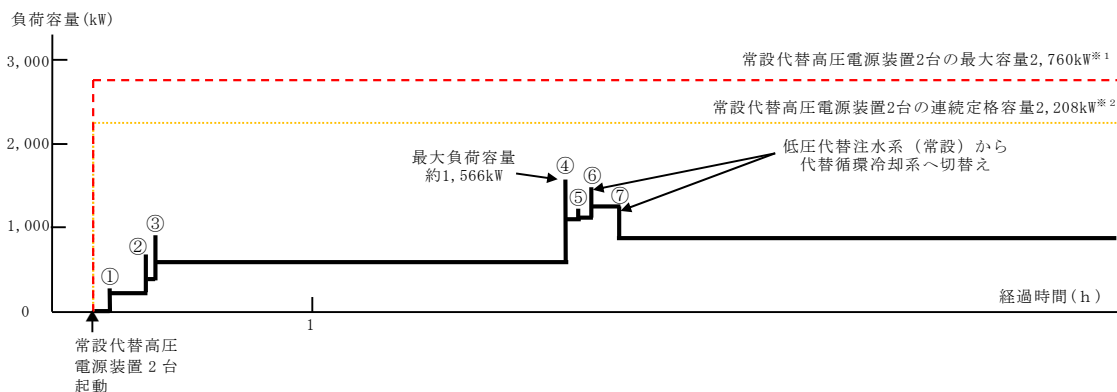 負荷容量(kW)
3,000
常設代替高圧電源装置2台の最大容量2,760kW※1
常設代替高圧電源装置2台の連続定格容量2,208kW※2
2,000
最大負荷容量
約1,566kW
低圧代替注水系(常設)から
代替循環冷却系へ切替え
④
⑥
⑤
⑦
1,000
③
②
①
0
経過時間(h)
1
常設代替高圧
電源装置2台
起動